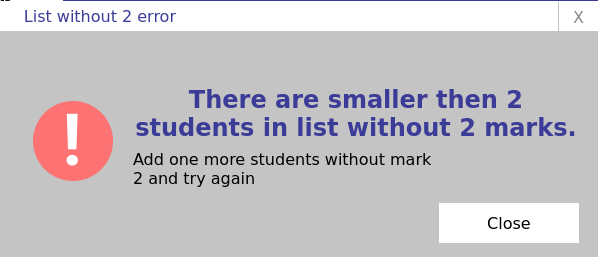 List without 2 error
X
There are smaller then 2
students in list without 2 marks.
Add one more students without mark
2 and try again
Close